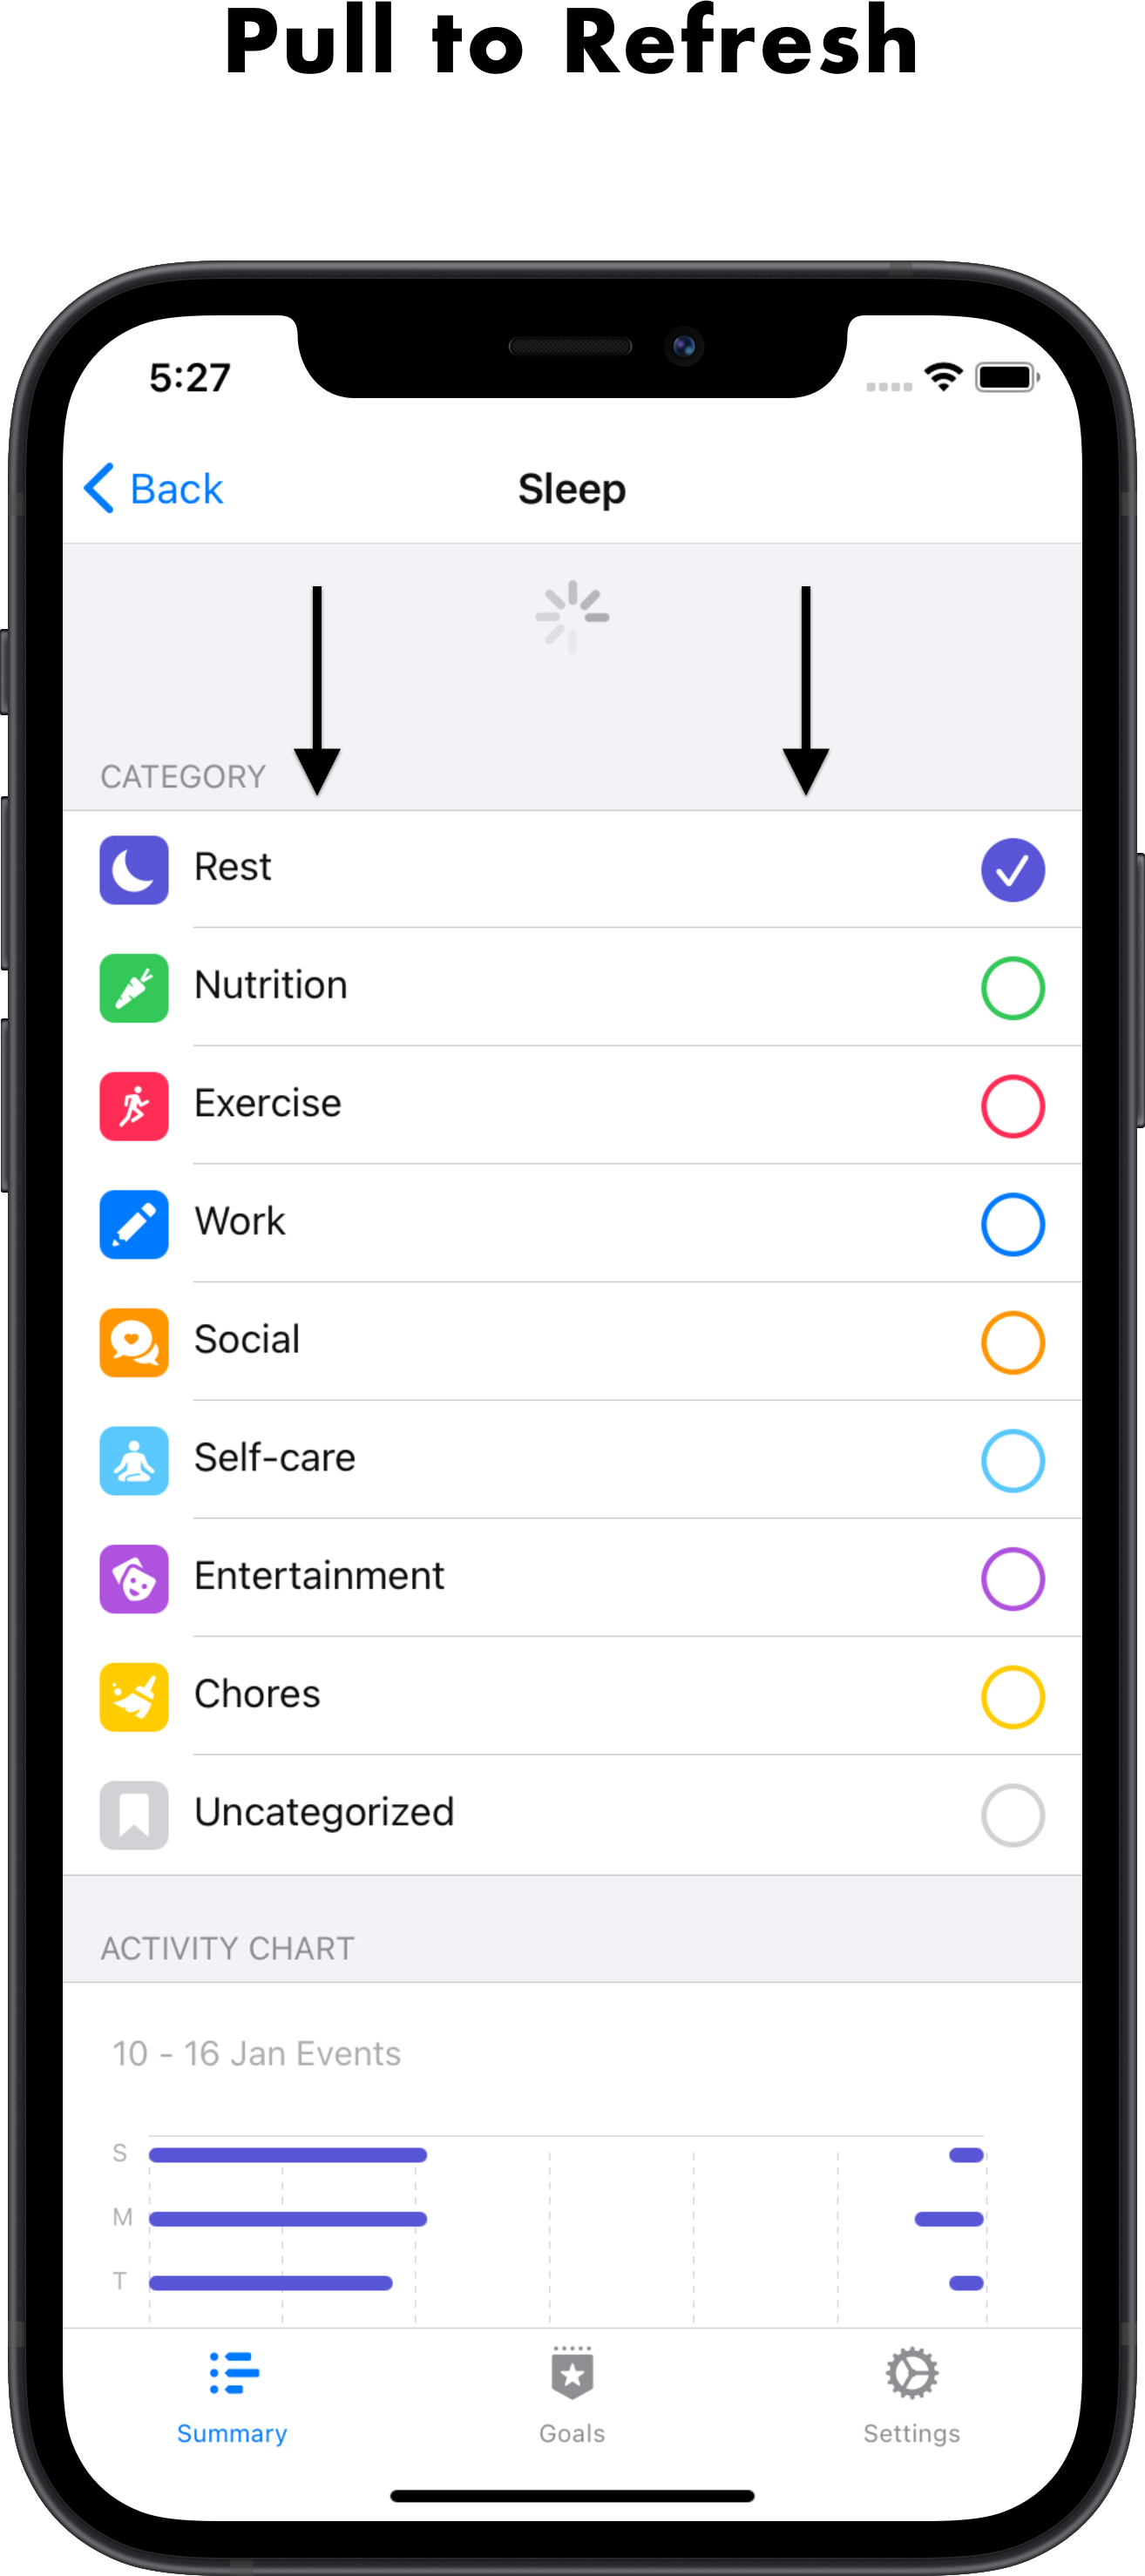 Pull to Refresh
5:27
Back
Sleep
CATEGORY
Rest
Nutrition
Exercise
Work
Social
Self-care
Entertainment
Chores
Uncategorized
ACTIVITY CHART
10 - 16 Jan Events
S
M
T
Summary
Goals
Settings